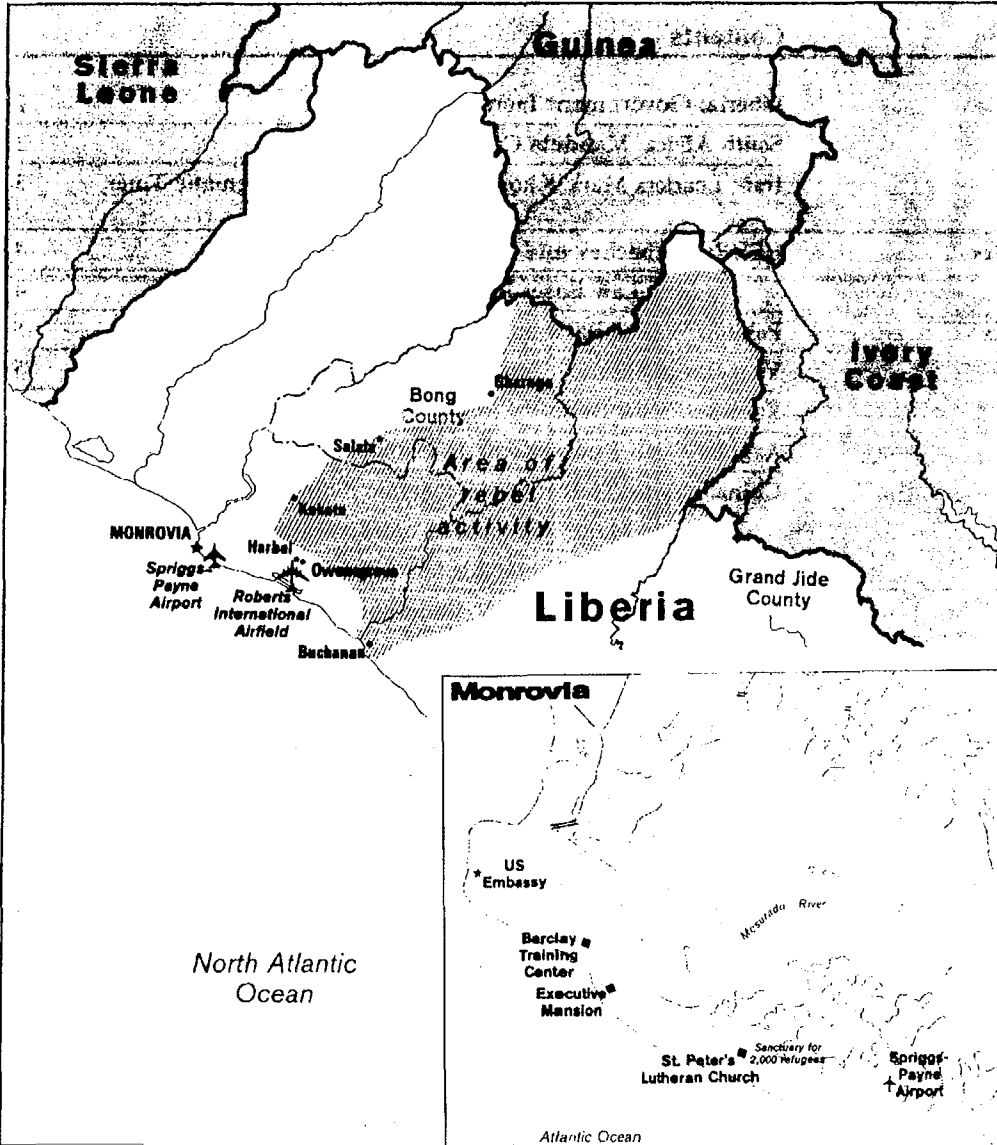 Guinea
Sierra
Leone
Ivory
Coast
Bong
County
Gbarnga
Salala
Area of
rebel
activity
Kakata
MONROVIA
Harbel
Owensgrove
Spriggs-
Payne
Airport
Roberts
International
Airfield
Buchanan
Liberia
Grand Jide
County
North Atlantic
Ocean
Monrovia
US
Embassy
Mesurado River
Barclay
Training
Center
Executive
Mansion
St. Peter's
Lutheran Church
Sanctuary for
2,000 refugees
Spriggs-
Payne
Airport
Atlantic Ocean